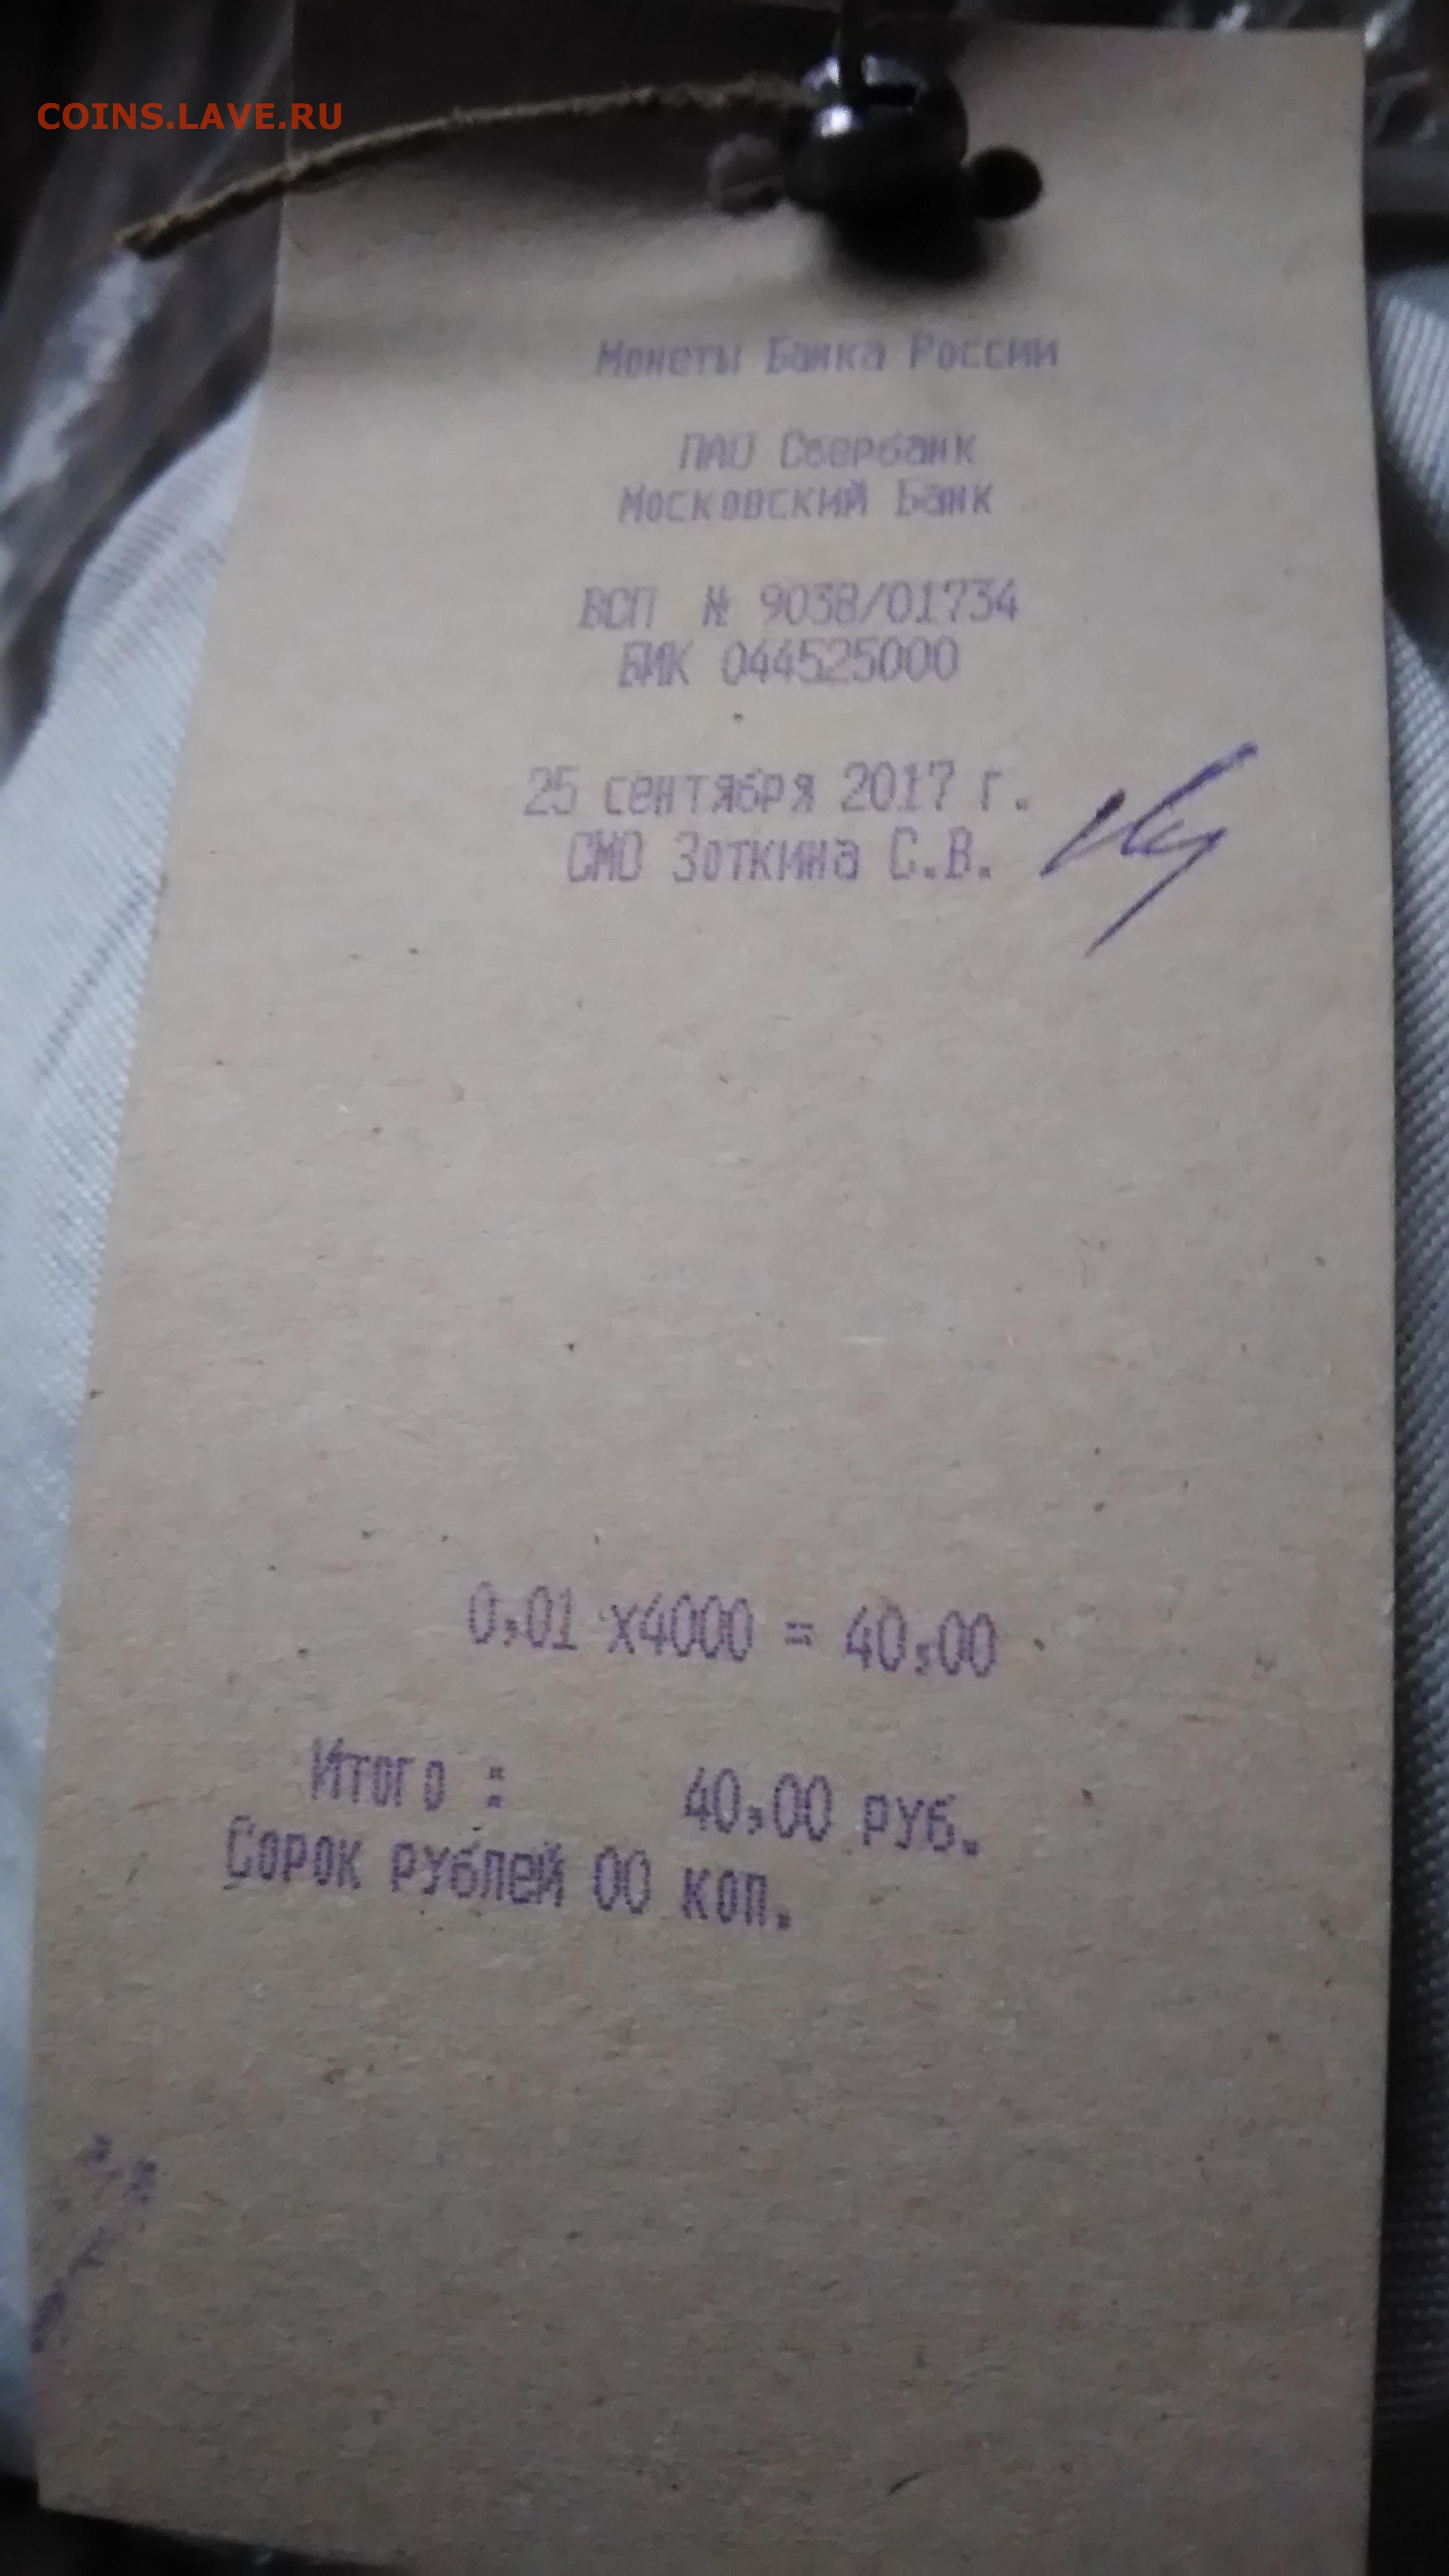 COINS.LAVE.RU
Монеты Банка России
ПАО Сбербанк
Московский Банк
ВСП № 9038/01734
БИК 044525000
25 сентября 2017 г.
СМО Зоткина С.В.
0,01 x4000 = 40,00
Итого : 40,00 руб.
Сорок рублей 00 коп.